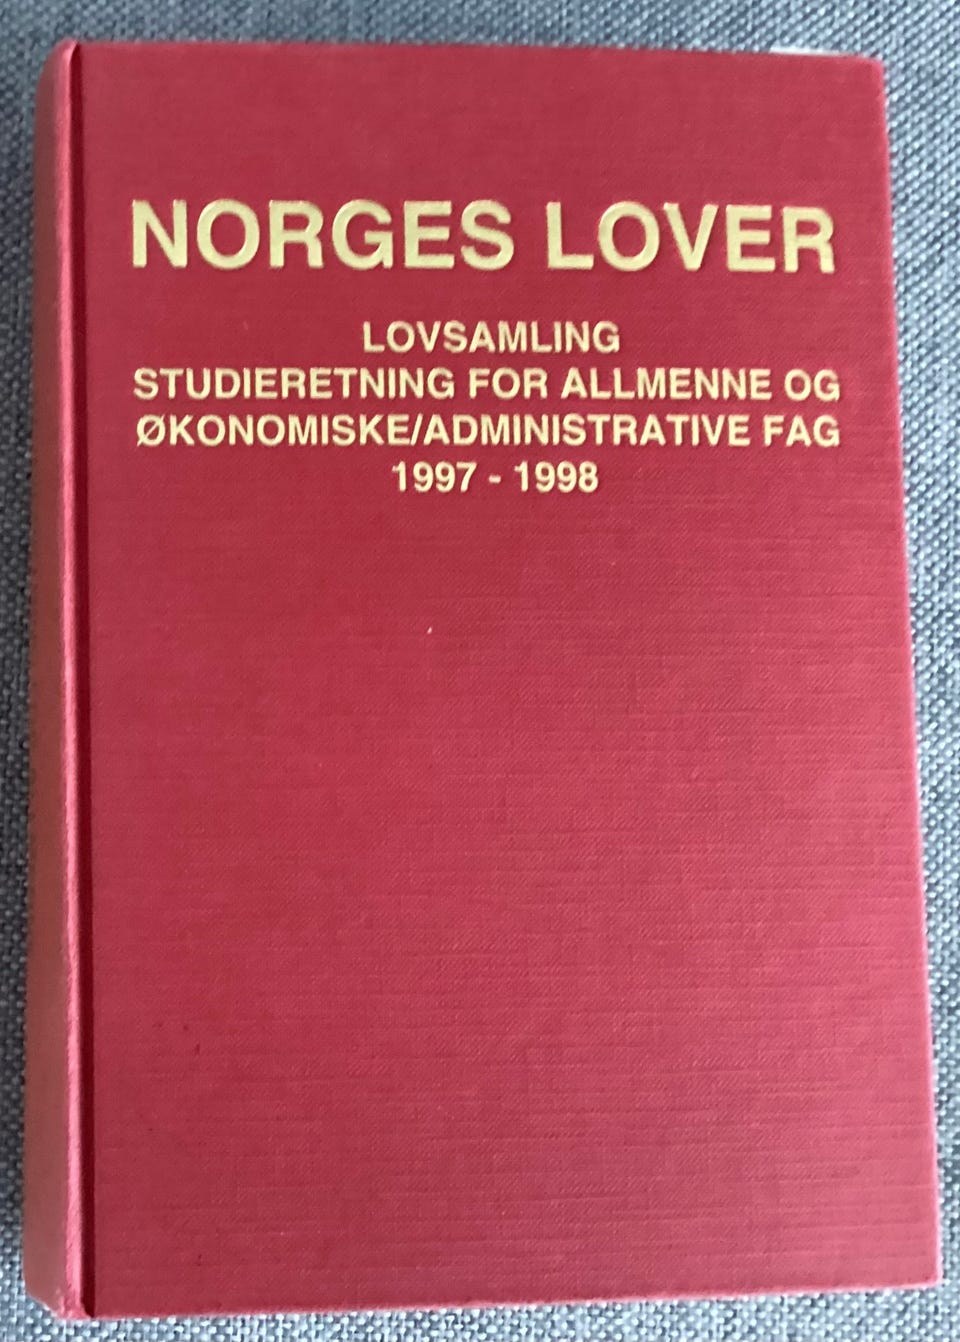 NORGES LOVER
LOVSAMLING
STUDIERETNING FOR ALLMENNE OG
ØKONOMISKE/ADMINISTRATIVE FAG
1997 - 1998